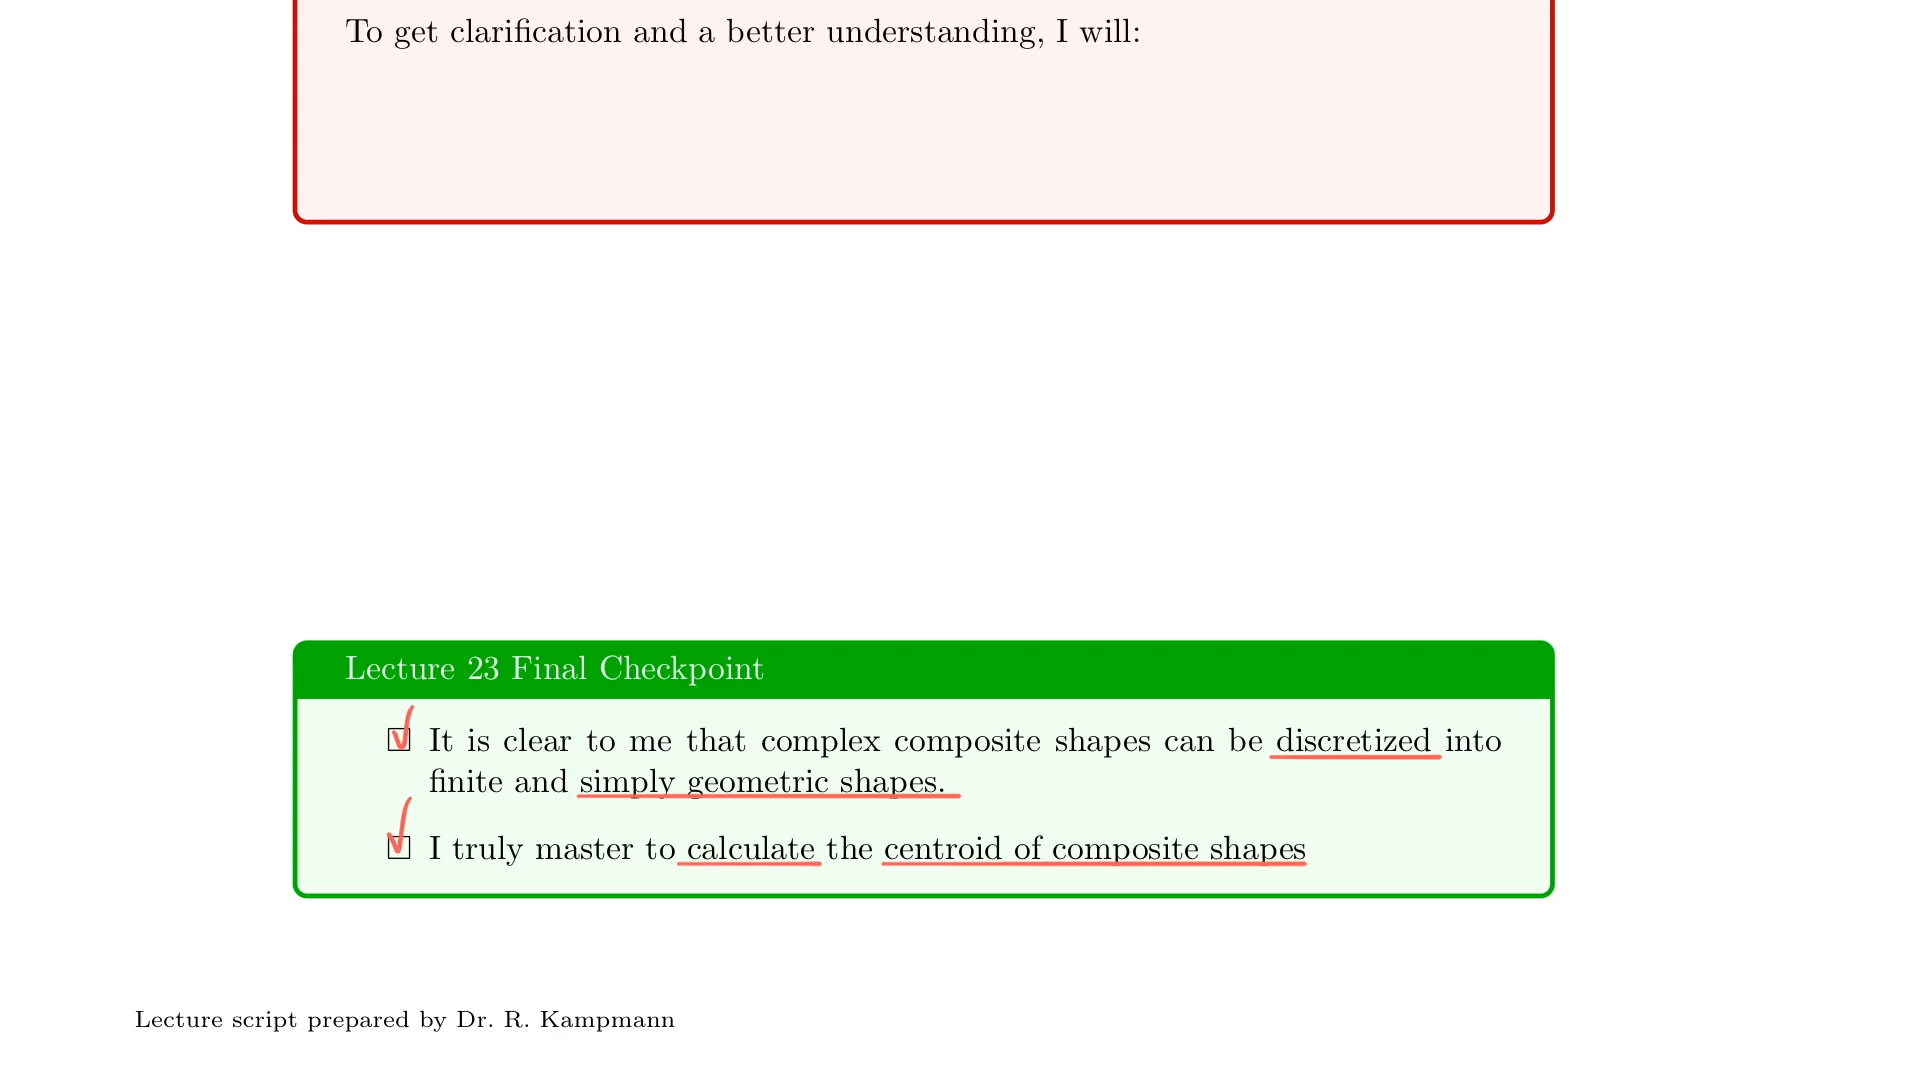 To get clarification and a better understanding, I will:
Lecture 23 Final Checkpoint
It is clear to me that complex composite shapes can be discretized into
finite and simply geometric shapes.
I truly master to calculate the centroid of composite shapes
Lecture script prepared by Dr. R. Kampmann